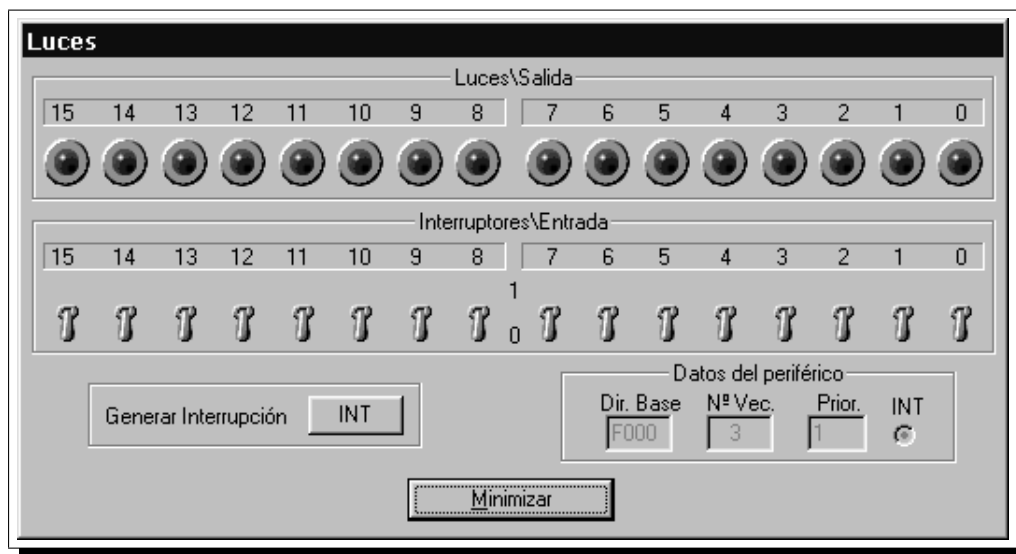 Luces
Luces\Salida
15 14 13 12 11 10 9 8 7 6 5 4 3 2 1 0
Interruptores\Entrada
15 14 13 12 11 10 9 8 7 6 5 4 3 2 1 0
1
0
Datos del periférico
Generar Interrupción INT
Dir. Base Nº Vec. Prior. INT
F000 3 1
Minimizar